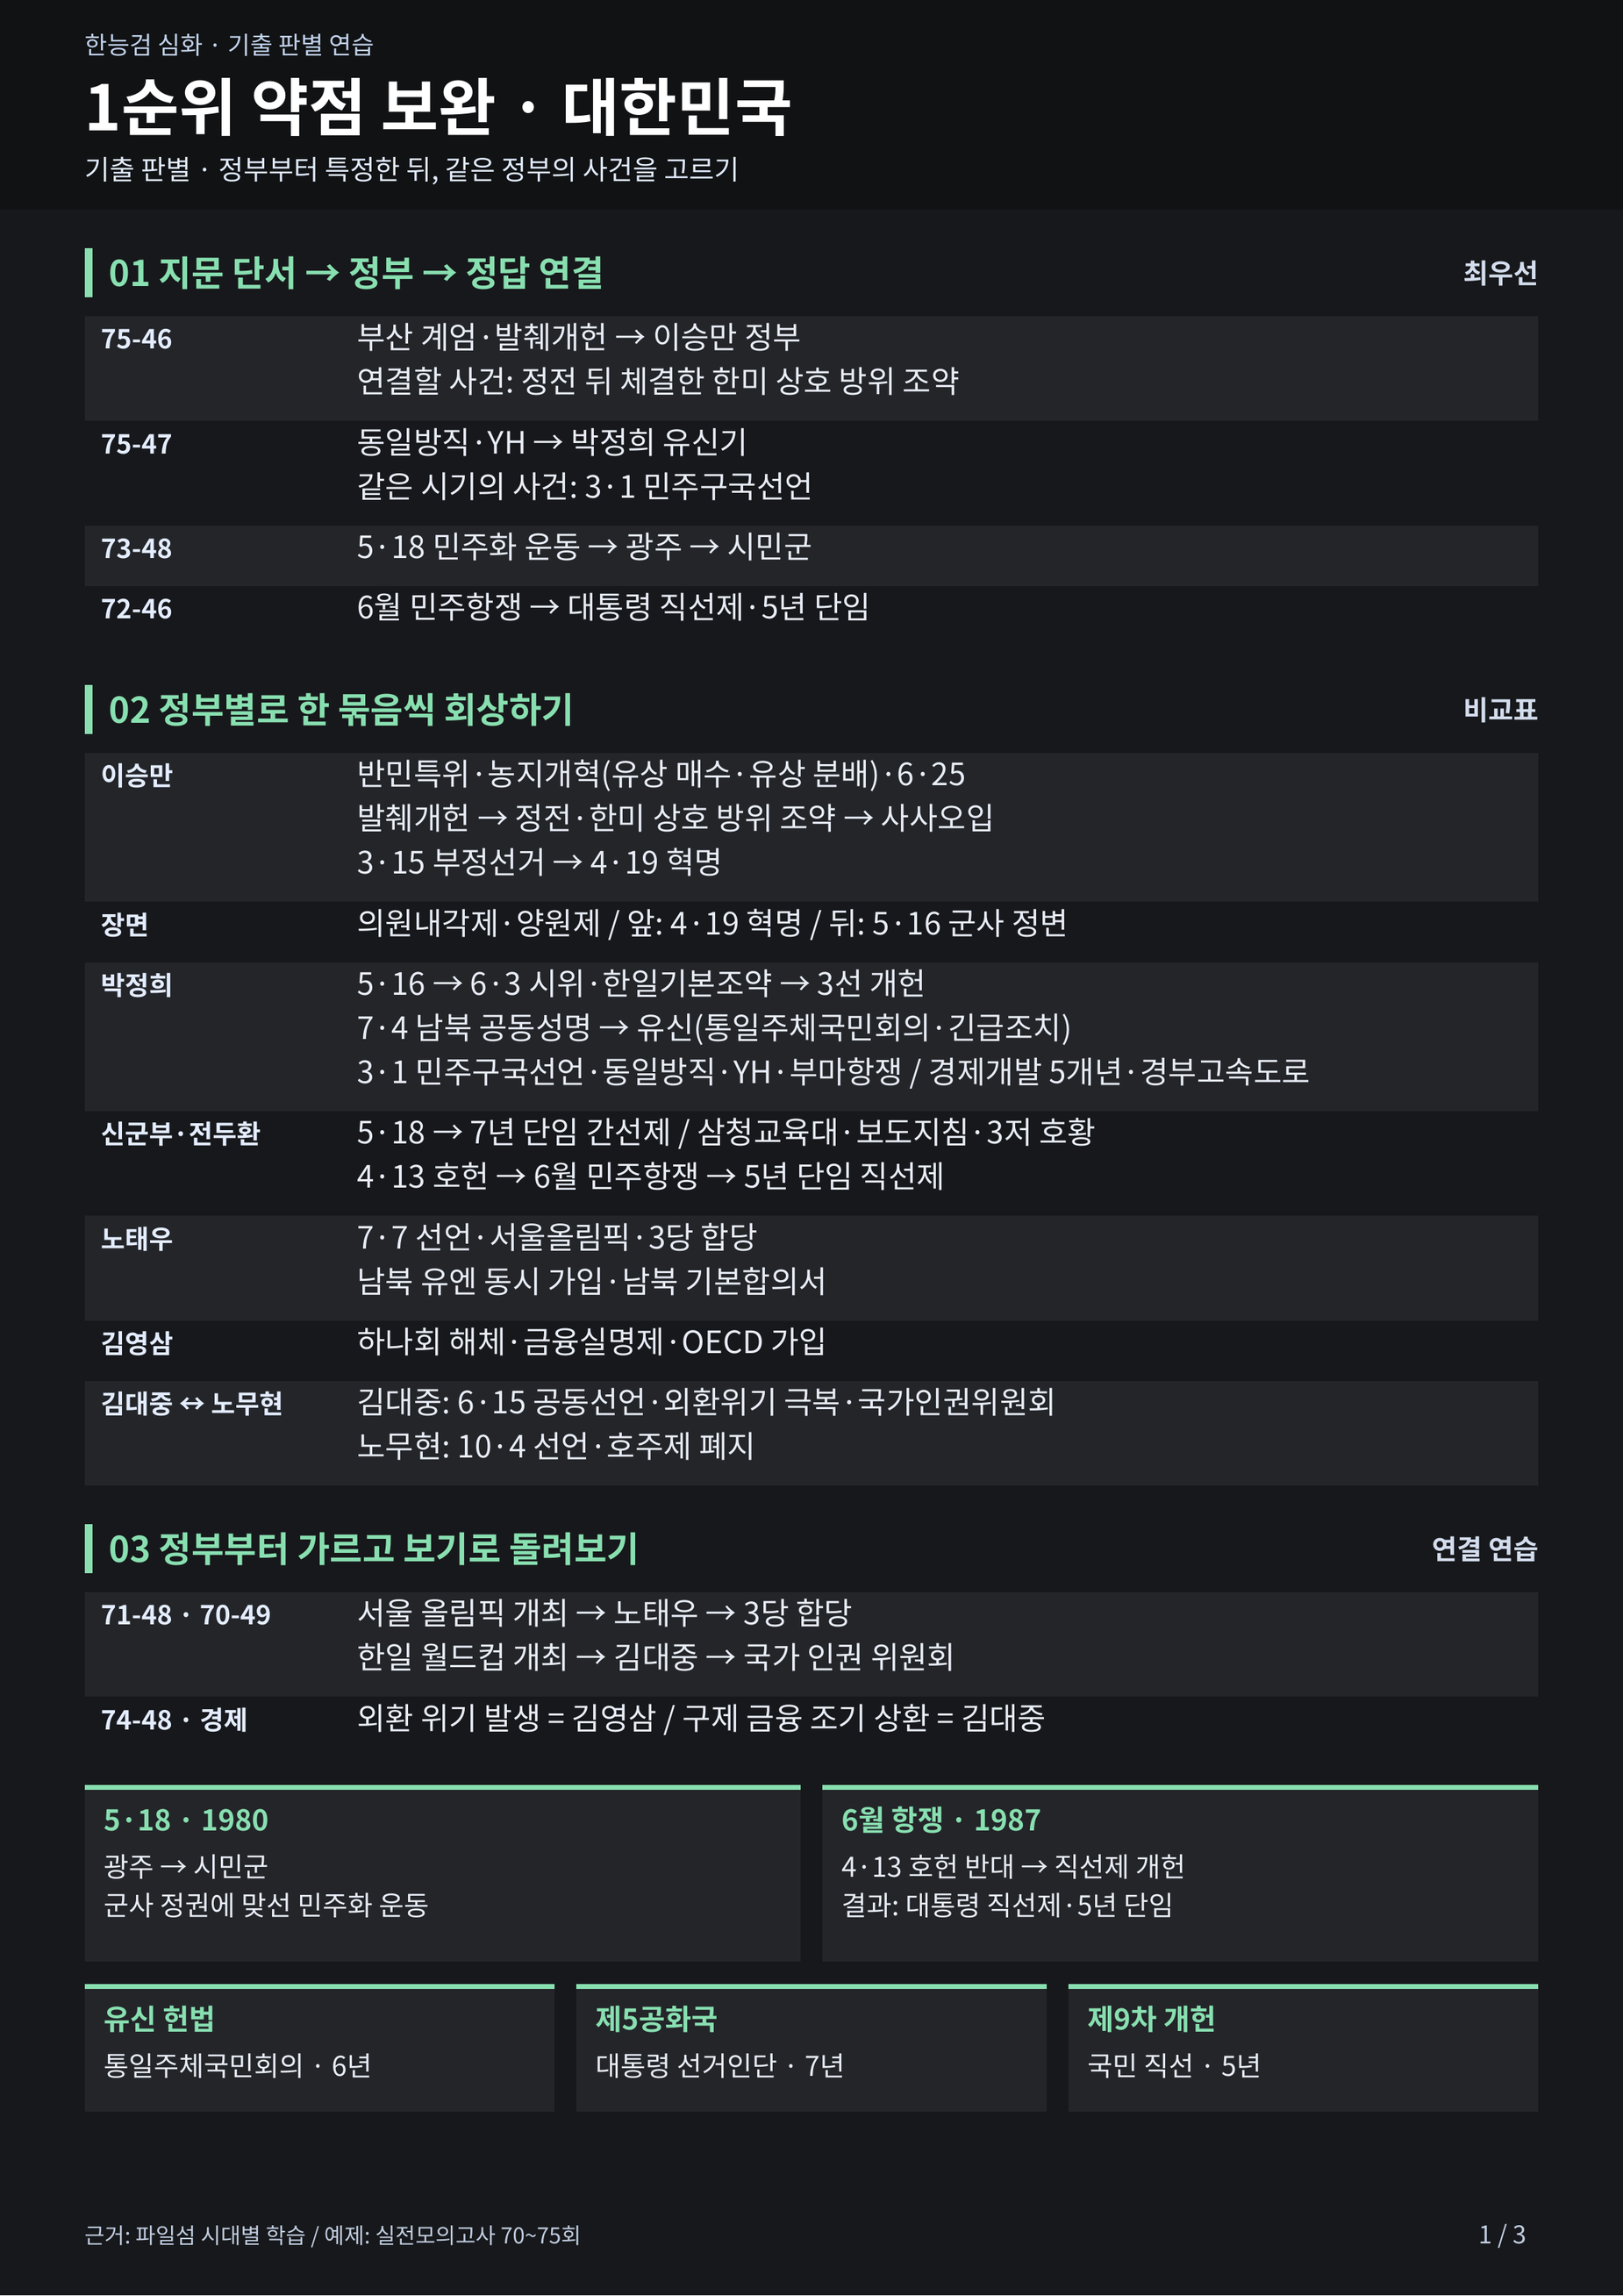 한능검 심화 · 기출 판별 연습
1순위 약점 보완 · 대한민국
기출 판별 · 정부부터 특정한 뒤, 같은 정부의 사건을 고르기
01 지문 단서 → 정부 → 정답 연결
최우선
75-46
부산 계엄·발췌개헌 → 이승만 정부
연결할 사건: 정전 뒤 체결한 한미 상호 방위 조약
75-47
동일방직·YH → 박정희 유신기
같은 시기의 사건: 3·1 민주구국선언
73-48
5·18 민주화 운동 → 광주 → 시민군
72-46
6월 민주항쟁 → 대통령 직선제·5년 단임
02 정부별로 한 묶음씩 회상하기
비교표
이승만
반민특위·농지개혁(유상 매수·유상 분배)·6·25
발췌개헌 → 정전·한미 상호 방위 조약 → 사사오입
3·15 부정선거 → 4·19 혁명
장면
의원내각제·양원제 / 앞: 4·19 혁명 / 뒤: 5·16 군사 정변
박정희
5·16 → 6·3 시위·한일기본조약 → 3선 개헌
7·4 남북 공동성명 → 유신(통일주체국민회의·긴급조치)
3·1 민주구국선언·동일방직·YH·부마항쟁 / 경제개발 5개년·경부고속도로
신군부·전두환
5·18 → 7년 단임 간선제 / 삼청교육대·보도지침·3저 호황
4·13 호헌 → 6월 민주항쟁 → 5년 단임 직선제
노태우
7·7 선언·서울올림픽·3당 합당
남북 유엔 동시 가입·남북 기본합의서
김영삼
하나회 해체·금융실명제·OECD 가입
김대중 ↔ 노무현
김대중: 6·15 공동선언·외환위기 극복·국가인권위원회
노무현: 10·4 선언·호주제 폐지
03 정부부터 가르고 보기로 돌려보기
연결 연습
71-48 · 70-49
서울 올림픽 개최 → 노태우 → 3당 합당
한일 월드컵 개최 → 김대중 → 국가 인권 위원회
74-48 · 경제
외환 위기 발생 = 김영삼 / 구제 금융 조기 상환 = 김대중
5·18 · 1980
광주 → 시민군
군사 정권에 맞선 민주화 운동
6월 항쟁 · 1987
4·13 호헌 반대 → 직선제 개헌
결과: 대통령 직선제·5년 단임
유신 헌법
통일주체국민회의 · 6년
제5공화국
대통령 선거인단 · 7년
제9차 개헌
국민 직선 · 5년
근거: 파일섬 시대별 학습 / 예제: 실전모의고사 70~75회
1 / 3